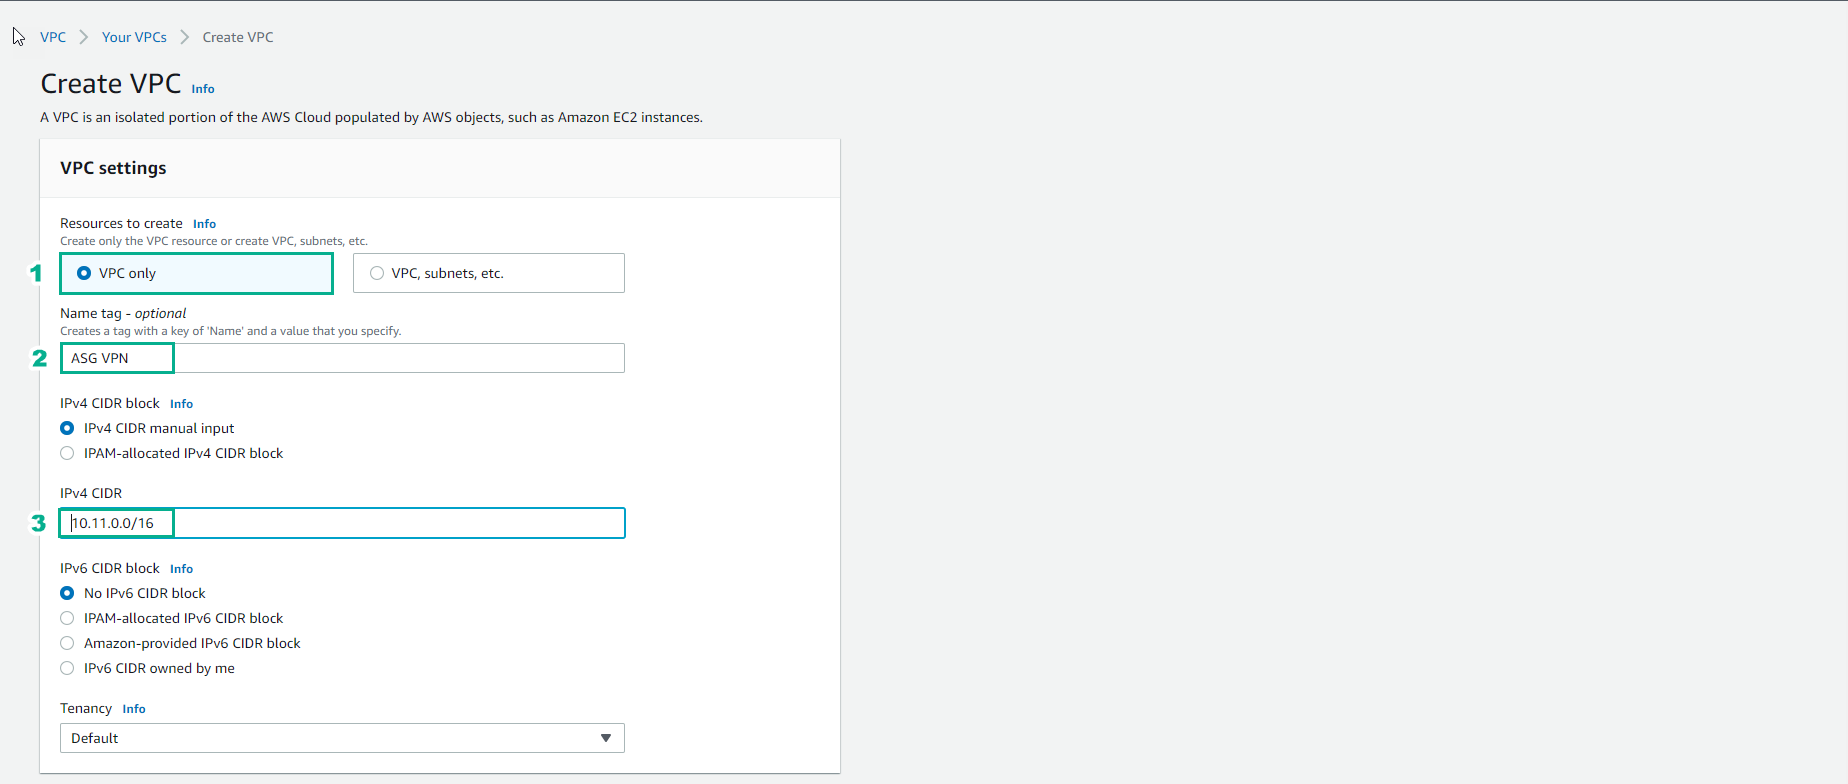 VPC > Your VPCs > Create VPC
Create VPC Info
A VPC is an isolated portion of the AWS Cloud populated by AWS objects, such as Amazon EC2 instances.
VPC settings
Resources to create Info
Create only the VPC resource or create VPC, subnets, etc.
1 VPC only VPC, subnets, etc.
Name tag - optional
Creates a tag with a key of 'Name' and a value that you specify.
2 ASG VPN
IPv4 CIDR block Info
IPv4 CIDR manual input
IPAM-allocated IPv4 CIDR block
IPv4 CIDR
3 10.11.0.0/16
IPv6 CIDR block Info
No IPv6 CIDR block
IPAM-allocated IPv6 CIDR block
Amazon-provided IPv6 CIDR block
IPv6 CIDR owned by me
Tenancy Info
Default